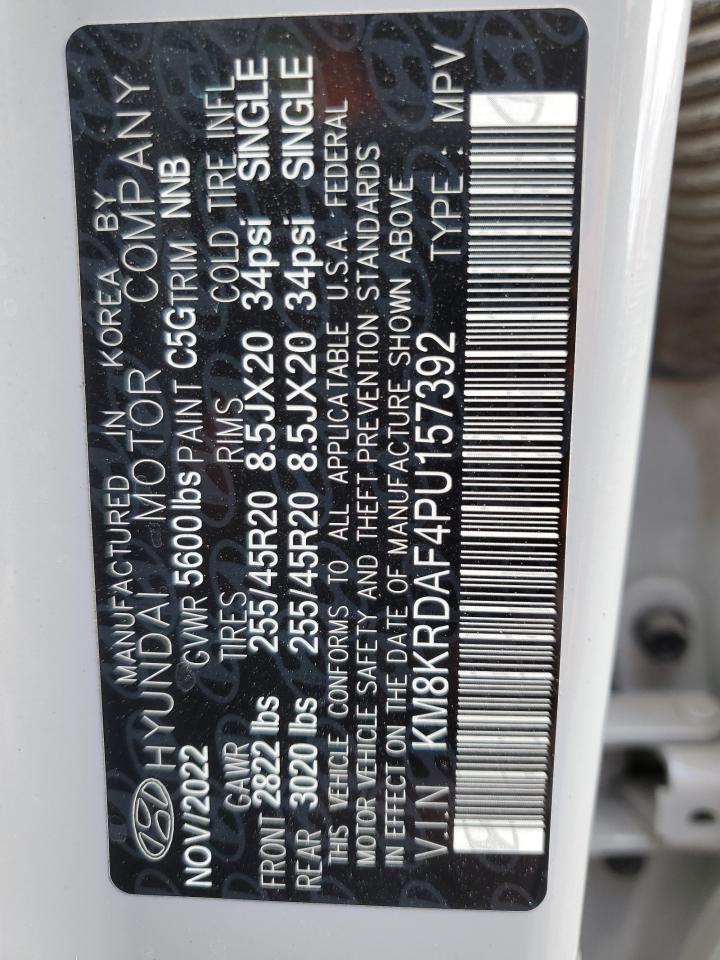 MANUFACTURED IN KOREA BY
HYUNDAI MOTOR COMPANY
NOV/2022 GVWR 5600lbs PAINT C5G TRIM NNB
GAWR TIRES RIMS COLD TIRE INFL
FRONT 2822 lbs 255/45R20 8.5JX20 34psi SINGLE
REAR 3020 lbs 255/45R20 8.5JX20 34psi SINGLE
THIS VEHICLE CONFORMS TO ALL APPLICATABLE U.S.A. FEDERAL
MOTOR VEHICLE SAFETY AND THEFT PREVENTION STANDARDS
IN EFFECT ON THE DATE OF MANUFACTURE SHOWN ABOVE.
V.I.N KM8KRDAF4PU157392 TYPE : MPV